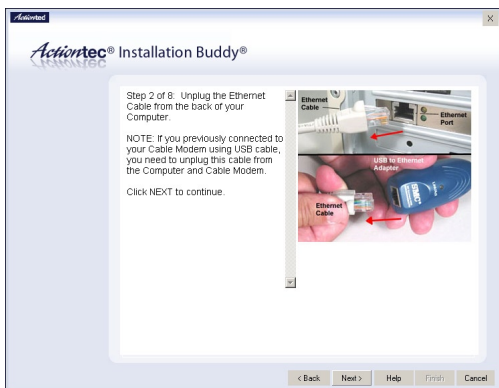 Actiontec
X
Actiontec® Installation Buddy®
Step 2 of 8: Unplug the Ethernet
Cable from the back of your
Computer.
NOTE: If you previously connected to
your Cable Modem using USB cable,
you need to unplug this cable from
the Computer and Cable Modem.
Click NEXT to continue.
Ethernet
Cable
Ethernet
Port
USB to Ethernet
Adapter
SMC
Ethernet
Cable
< Back Next > Help Finish Cancel